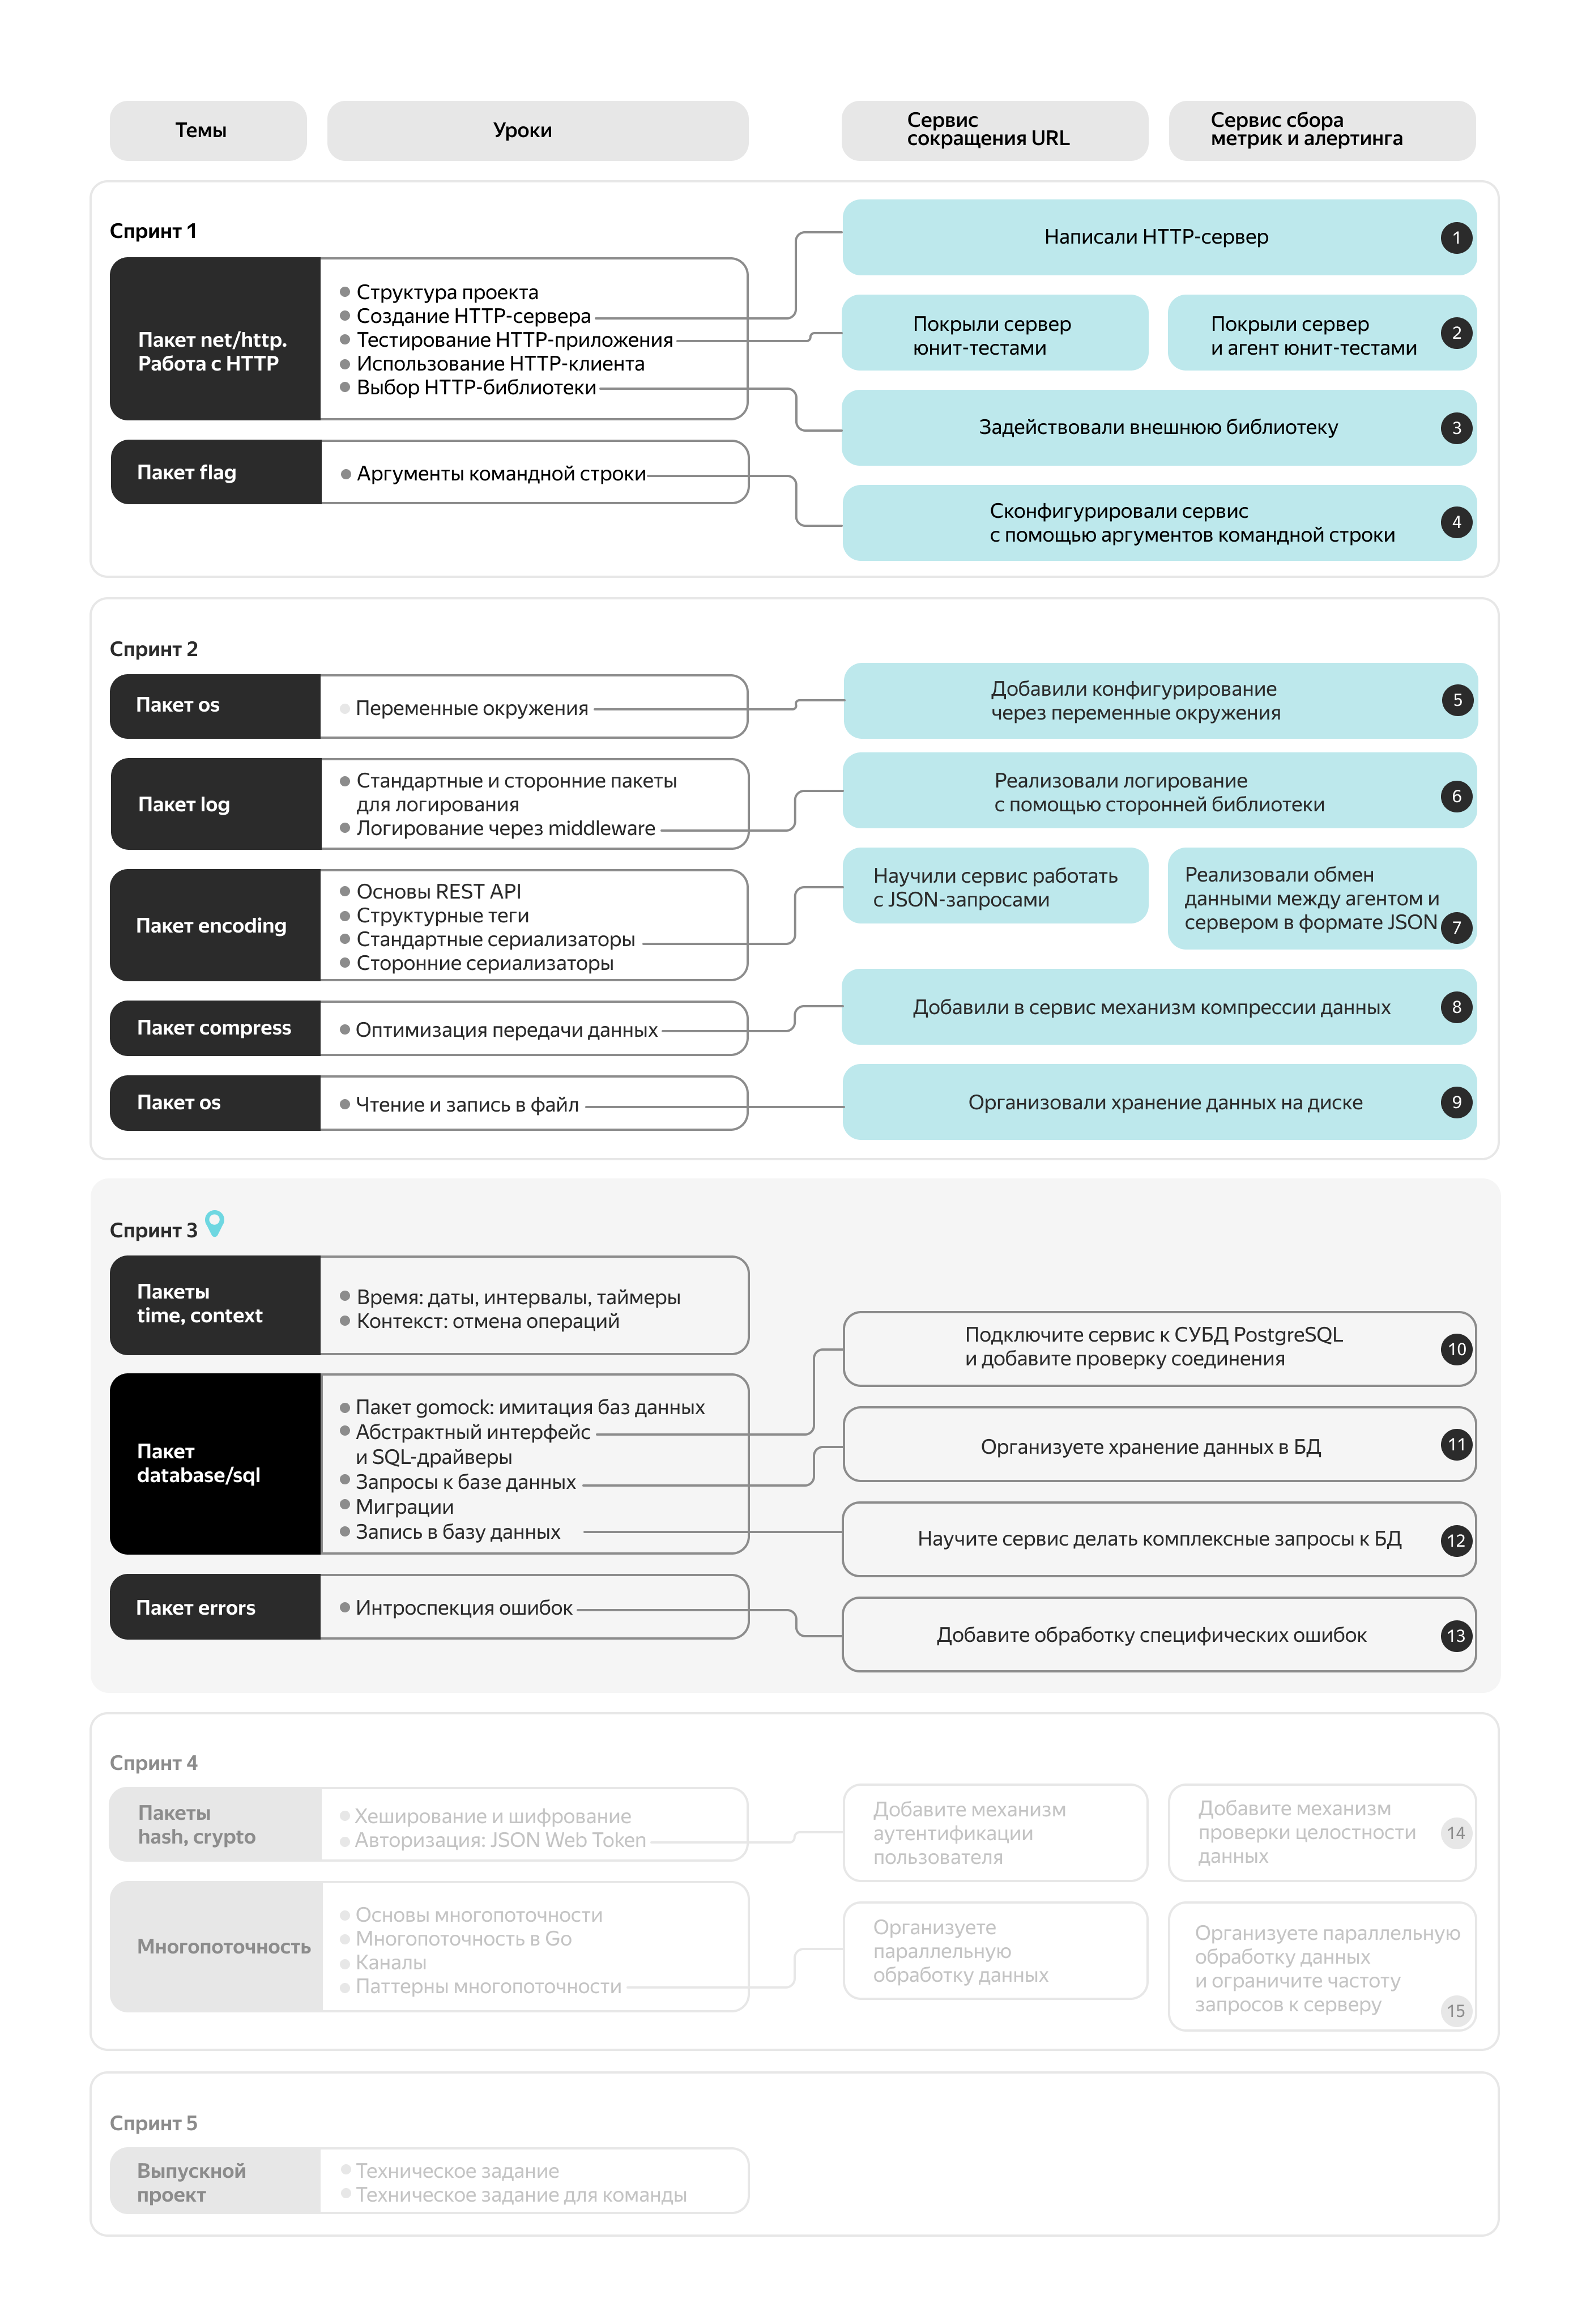 Темы
Уроки
Сервис
сокращения URL
Сервис сбора
метрик и алертинга
Спринт 1
Пакет net/http.
Работа с HTTP
Структура проекта
Создание HTTP-сервера
Тестирование HTTP-приложения
Использование HTTP-клиента
Выбор HTTP-библиотеки
Пакет flag
Аргументы командной строки
Написали HTTP-сервер
1
Покрыли сервер
юнит-тестами
Покрыли сервер
и агент юнит-тестами
2
Задействовали внешнюю библиотеку
3
Сконфигурировали сервис
с помощью аргументов командной строки
4
Спринт 2
Пакет os
Переменные окружения
Добавили конфигурирование
через переменные окружения
5
Пакет log
Стандартные и сторонние пакеты
для логирования
Логирование через middleware
Реализовали логирование
с помощью сторонней библиотеки
6
Пакет encoding
Основы REST API
Структурные теги
Стандартные сериализаторы
Сторонние сериализаторы
Научили сервис работать
с JSON-запросами
Реализовали обмен
данными между агентом и
сервером в формате JSON
7
Пакет compress
Оптимизация передачи данных
Добавили в сервис механизм компрессии данных
8
Пакет os
Чтение и запись в файл
Организовали хранение данных на диске
9
Спринт 3
Пакеты
time, context
Время: даты, интервалы, таймеры
Контекст: отмена операций
Пакет
database/sql
Пакет gomock: имитация баз данных
Абстрактный интерфейс
и SQL-драйверы
Запросы к базе данных
Миграции
Запись в базу данных
Пакет errors
Интроспекция ошибок
Подключите сервис к СУБД PostgreSQL
и добавите проверку соединения
10
Организуете хранение данных в БД
11
Научите сервис делать комплексные запросы к БД
12
Добавите обработку специфических ошибок
13
Спринт 4
Пакеты
hash, crypto
Хеширование и шифрование
Авторизация: JSON Web Token
Добавите механизм
аутентификации
пользователя
Добавите механизм
проверки целостности
данных
14
Многопоточность
Основы многопоточности
Многопоточность в Go
Каналы
Паттерны многопоточности
Организуете
параллельную
обработку данных
Организуете параллельную
обработку данных
и ограничите частоту
запросов к серверу
15
Спринт 5
Выпускной
проект
Техническое задание
Техническое задание для команды